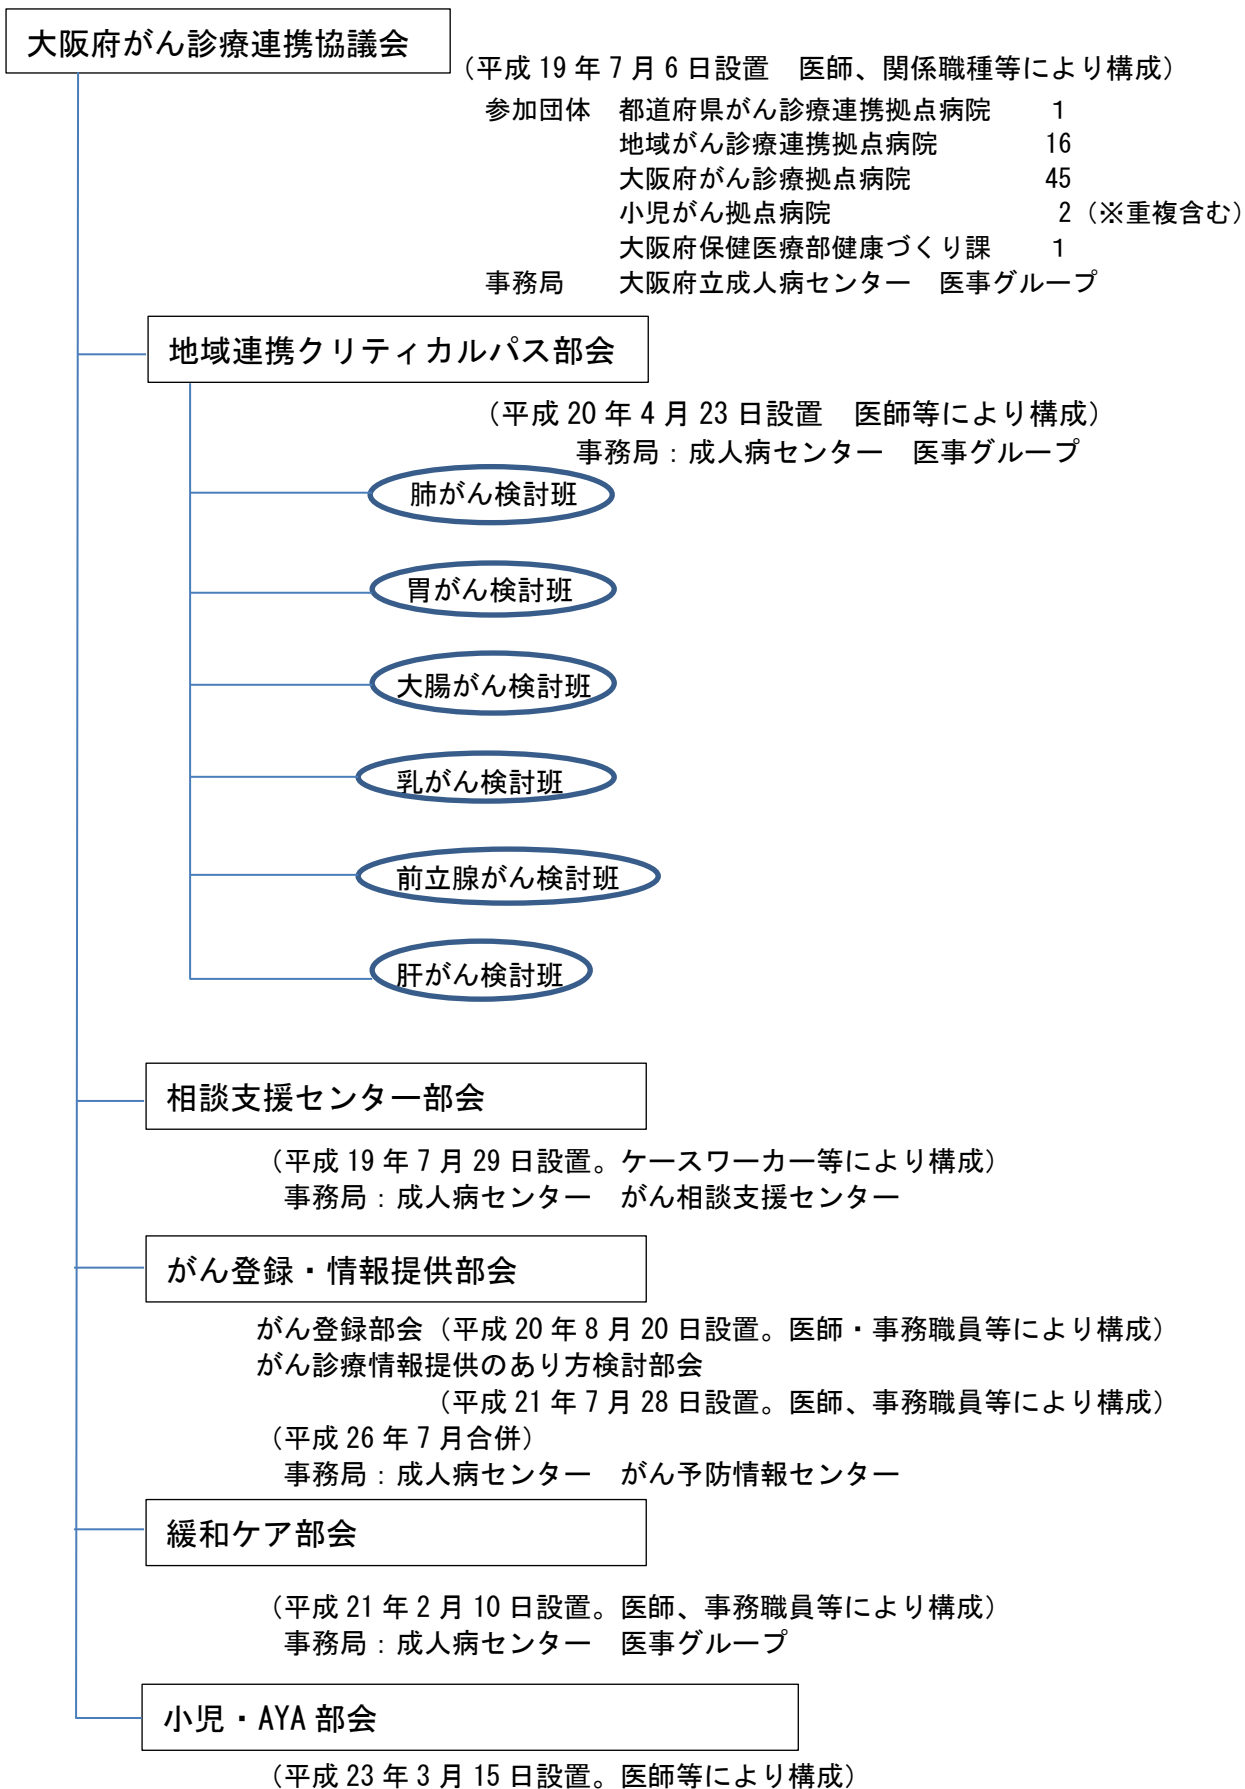 大阪府がん診療連携協議会
（平成 19 年 7 月 6 日設置　医師、関係職種等により構成）
参加団体　都道府県がん診療連携拠点病院　　1
地域がん診療連携拠点病院　　16
大阪府がん診療拠点病院　　45
小児がん拠点病院　　2（※重複含む）
大阪府保健医療部健康づくり課　　1
事務局　大阪府立成人病センター　医事グループ
地域連携クリティカルパス部会
（平成 20 年 4 月 23 日設置　医師等により構成）
事務局：成人病センター　医事グループ
肺がん検討班
胃がん検討班
大腸がん検討班
乳がん検討班
前立腺がん検討班
肝がん検討班
相談支援センター部会
（平成 19 年 7 月 29 日設置。ケースワーカー等により構成）
事務局：成人病センター　がん相談支援センター
がん登録・情報提供部会
がん登録部会（平成 20 年 8 月 20 日設置。医師・事務職員等により構成）
がん診療情報提供のあり方検討部会
（平成 21 年 7 月 28 日設置。医師、事務職員等により構成）
（平成 26 年 7 月合併）
事務局：成人病センター　がん予防情報センター
緩和ケア部会
（平成 21 年 2 月 10 日設置。医師、事務職員等により構成）
事務局：成人病センター　医事グループ
小児・AYA 部会
（平成 23 年 3 月 15 日設置。医師等により構成）